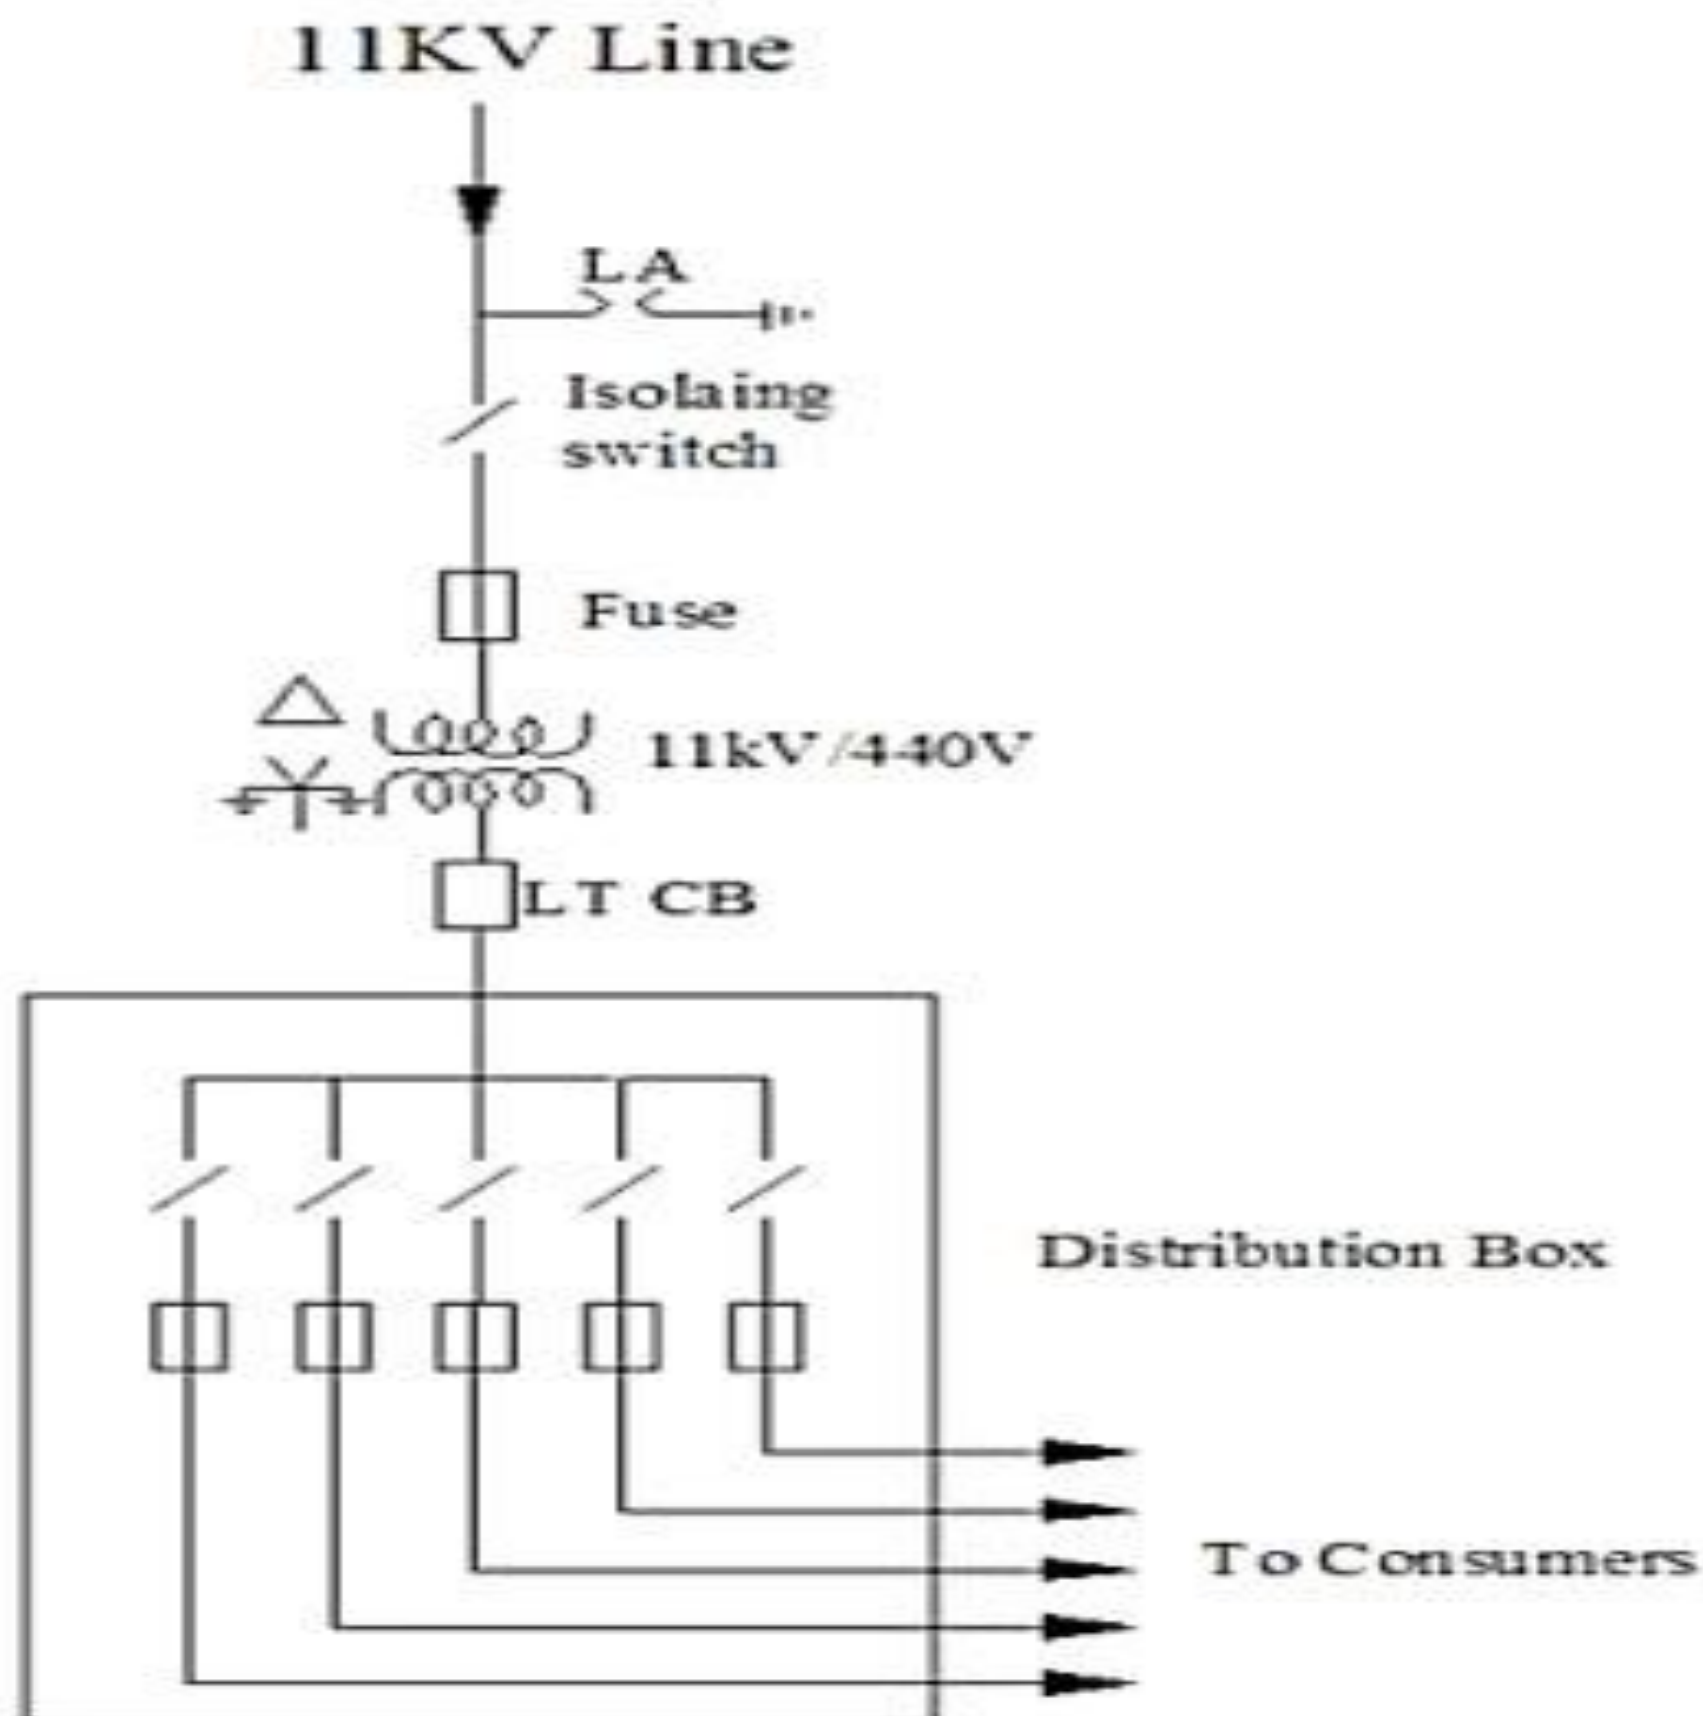 11KV Line
LA
Isolaing
switch
Fuse
11kV/440V
LT CB
Distribution Box
To Consumers